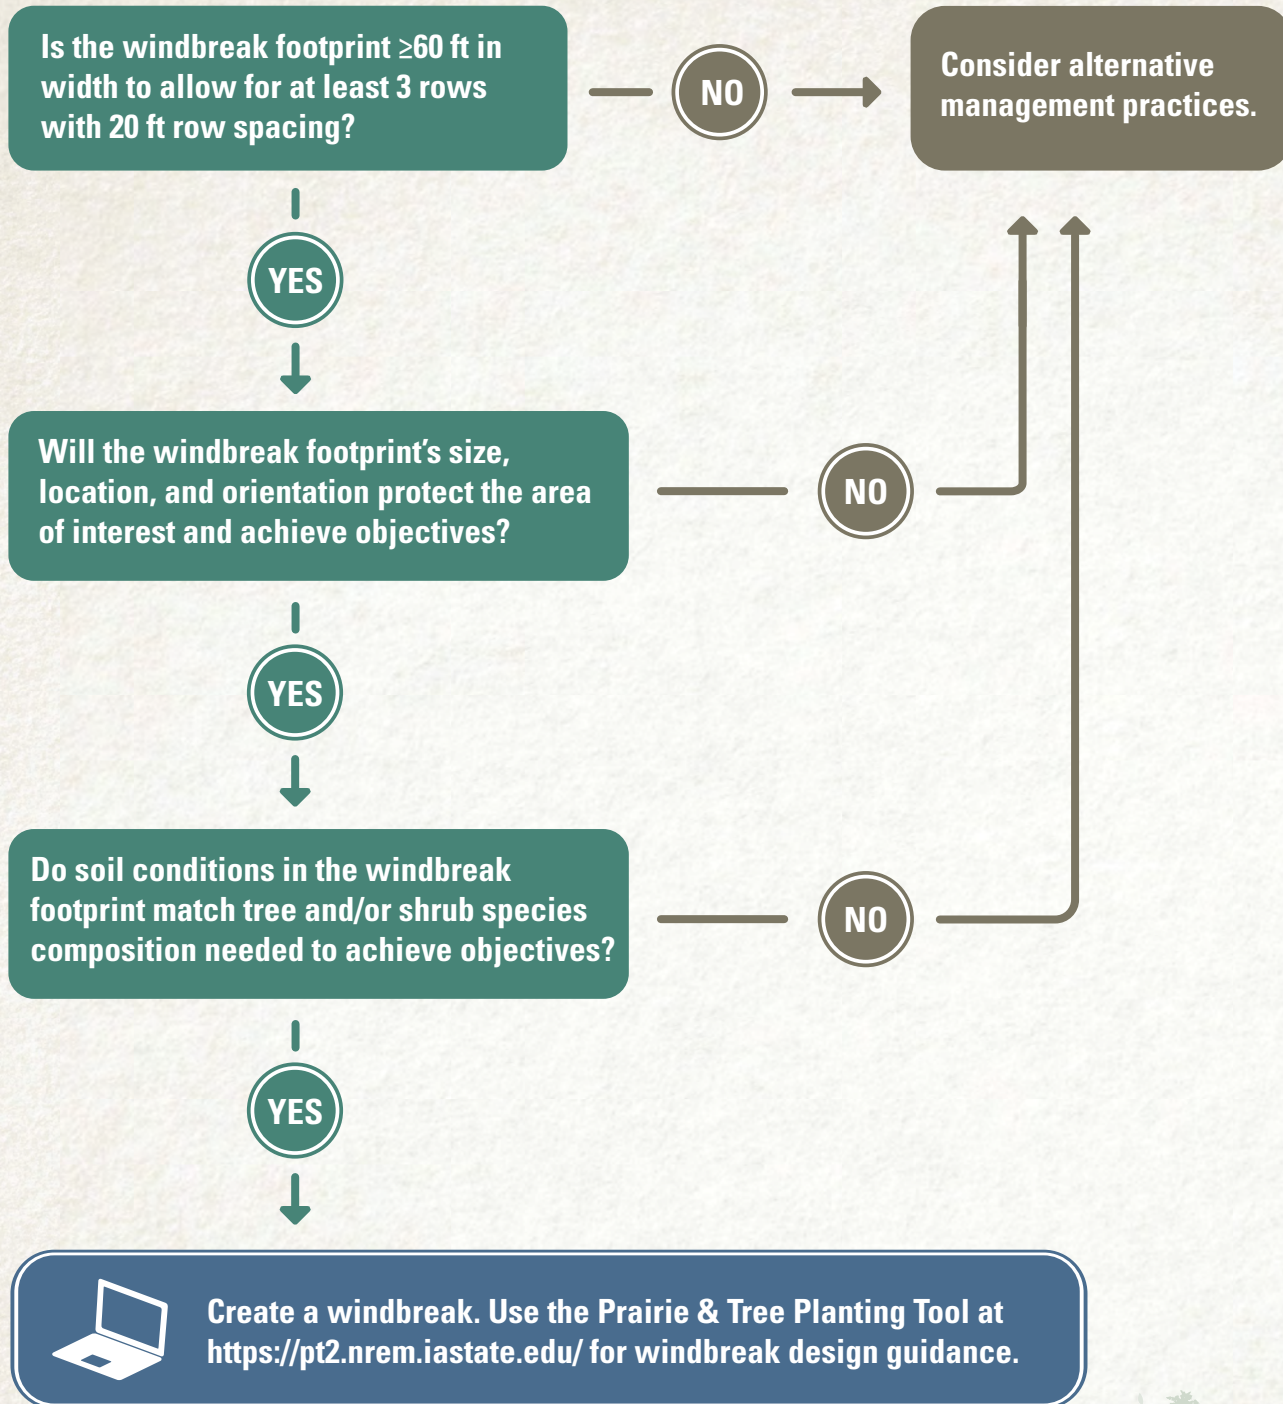 Is the windbreak footprint ≥60 ft in
width to allow for at least 3 rows
with 20 ft row spacing?
NO
Consider alternative
management practices.
YES
Will the windbreak footprint's size,
location, and orientation protect the area
of interest and achieve objectives?
NO
YES
Do soil conditions in the windbreak
footprint match tree and/or shrub species
composition needed to achieve objectives?
NO
YES
Create a windbreak. Use the Prairie & Tree Planting Tool at
https://pt2.nrem.iastate.edu/ for windbreak design guidance.